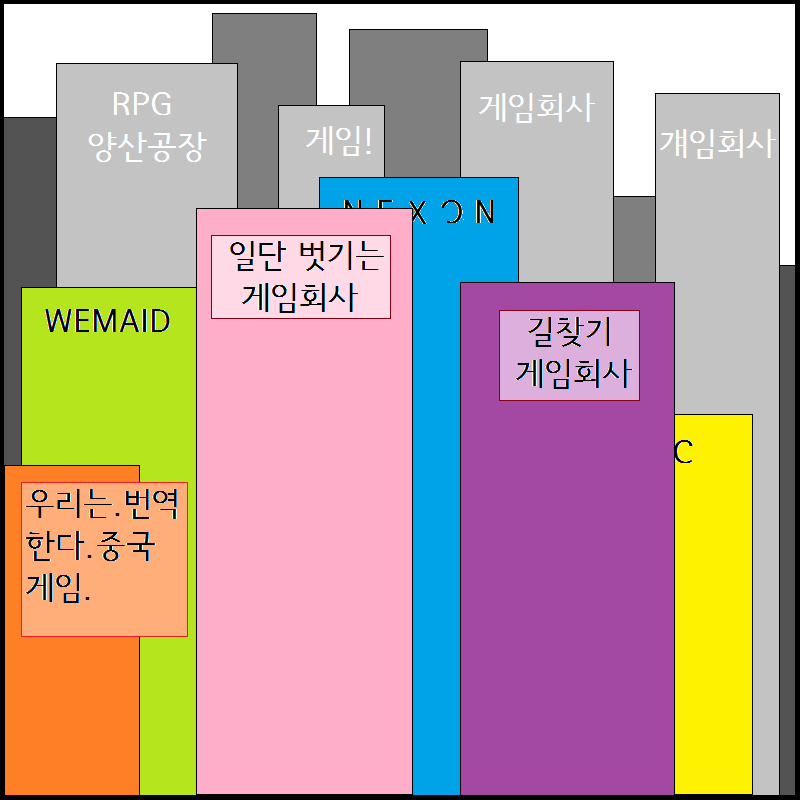 RPG
양산공장
게임!
게임회사
걔임회사
N E X Ɔ N
일단 벗기는
게임회사
WEMAID
길찾기
게임회사
C
우리는.번역
한다.중국
게임.